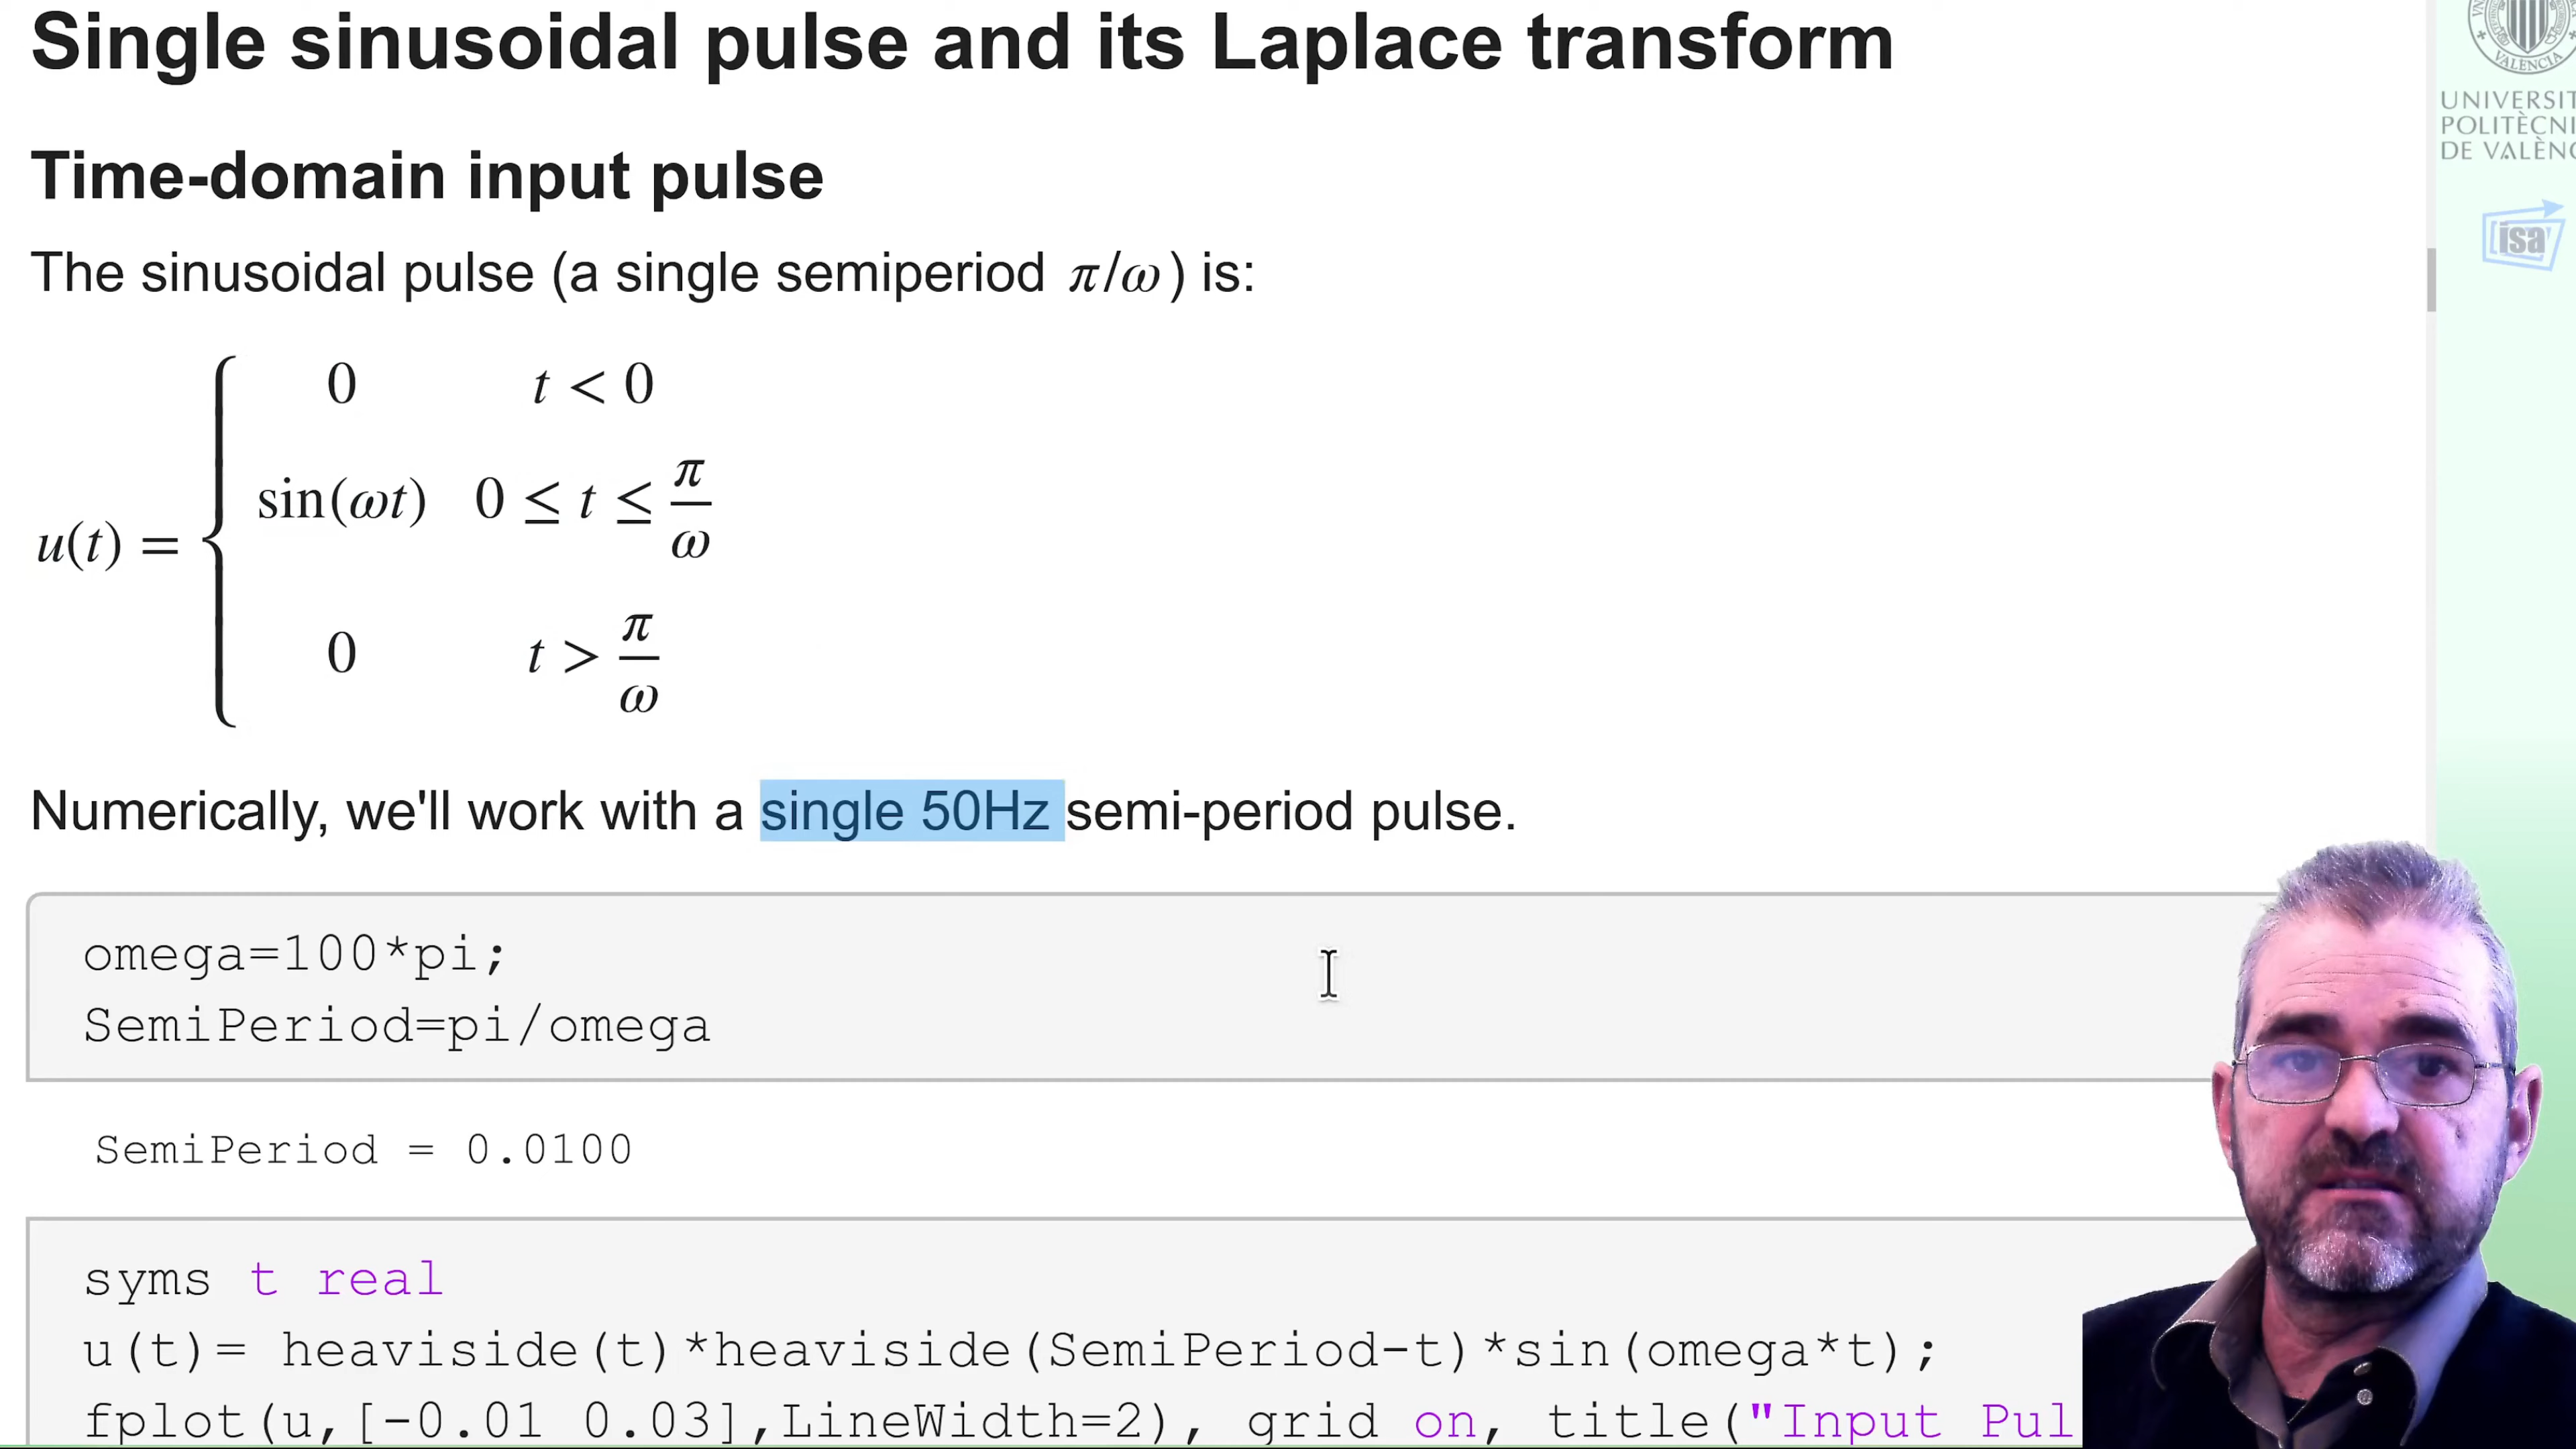 Single sinusoidal pulse and its Laplace transform
Time-domain input pulse
The sinusoidal pulse (a single semiperiod π/ω) is:
u(t) = { 0 t < 0
sin(ωt) 0 ≤ t ≤ π/ω
0 t > π/ω
Numerically, we'll work with a single 50Hz semi-period pulse.
omega=100*pi;
SemiPeriod=pi/omega
SemiPeriod = 0.0100
syms t real
u(t)= heaviside(t)*heaviside(SemiPeriod-t)*sin(omega*t);
fplot(u,[-0.01 0.03],LineWidth=2), grid on, title("Input Pul
VALENCIA
UNIVERSIT
POLITÈCNI
DE VALÈNC
isa